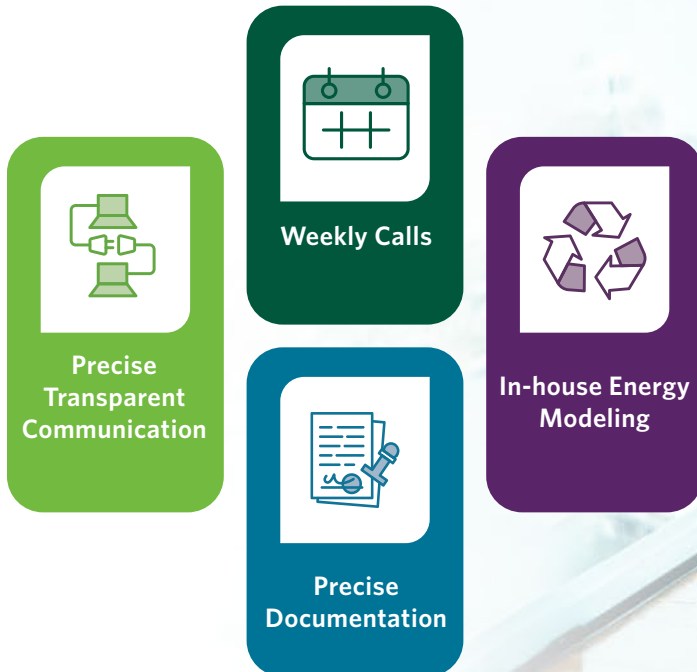 Weekly Calls
Precise
Transparent
Communication
In-house Energy
Modeling
Precise
Documentation